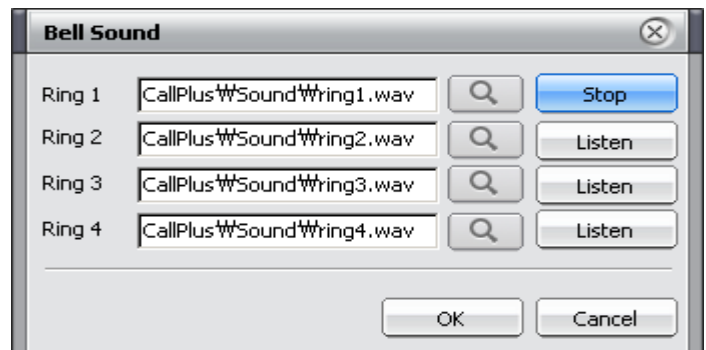 Bell Sound
Ring 1 CallPlus₩Sound₩ring1.wav Stop
Ring 2 CallPlus₩Sound₩ring2.wav Listen
Ring 3 CallPlus₩Sound₩ring3.wav Listen
Ring 4 CallPlus₩Sound₩ring4.wav Listen
OK Cancel